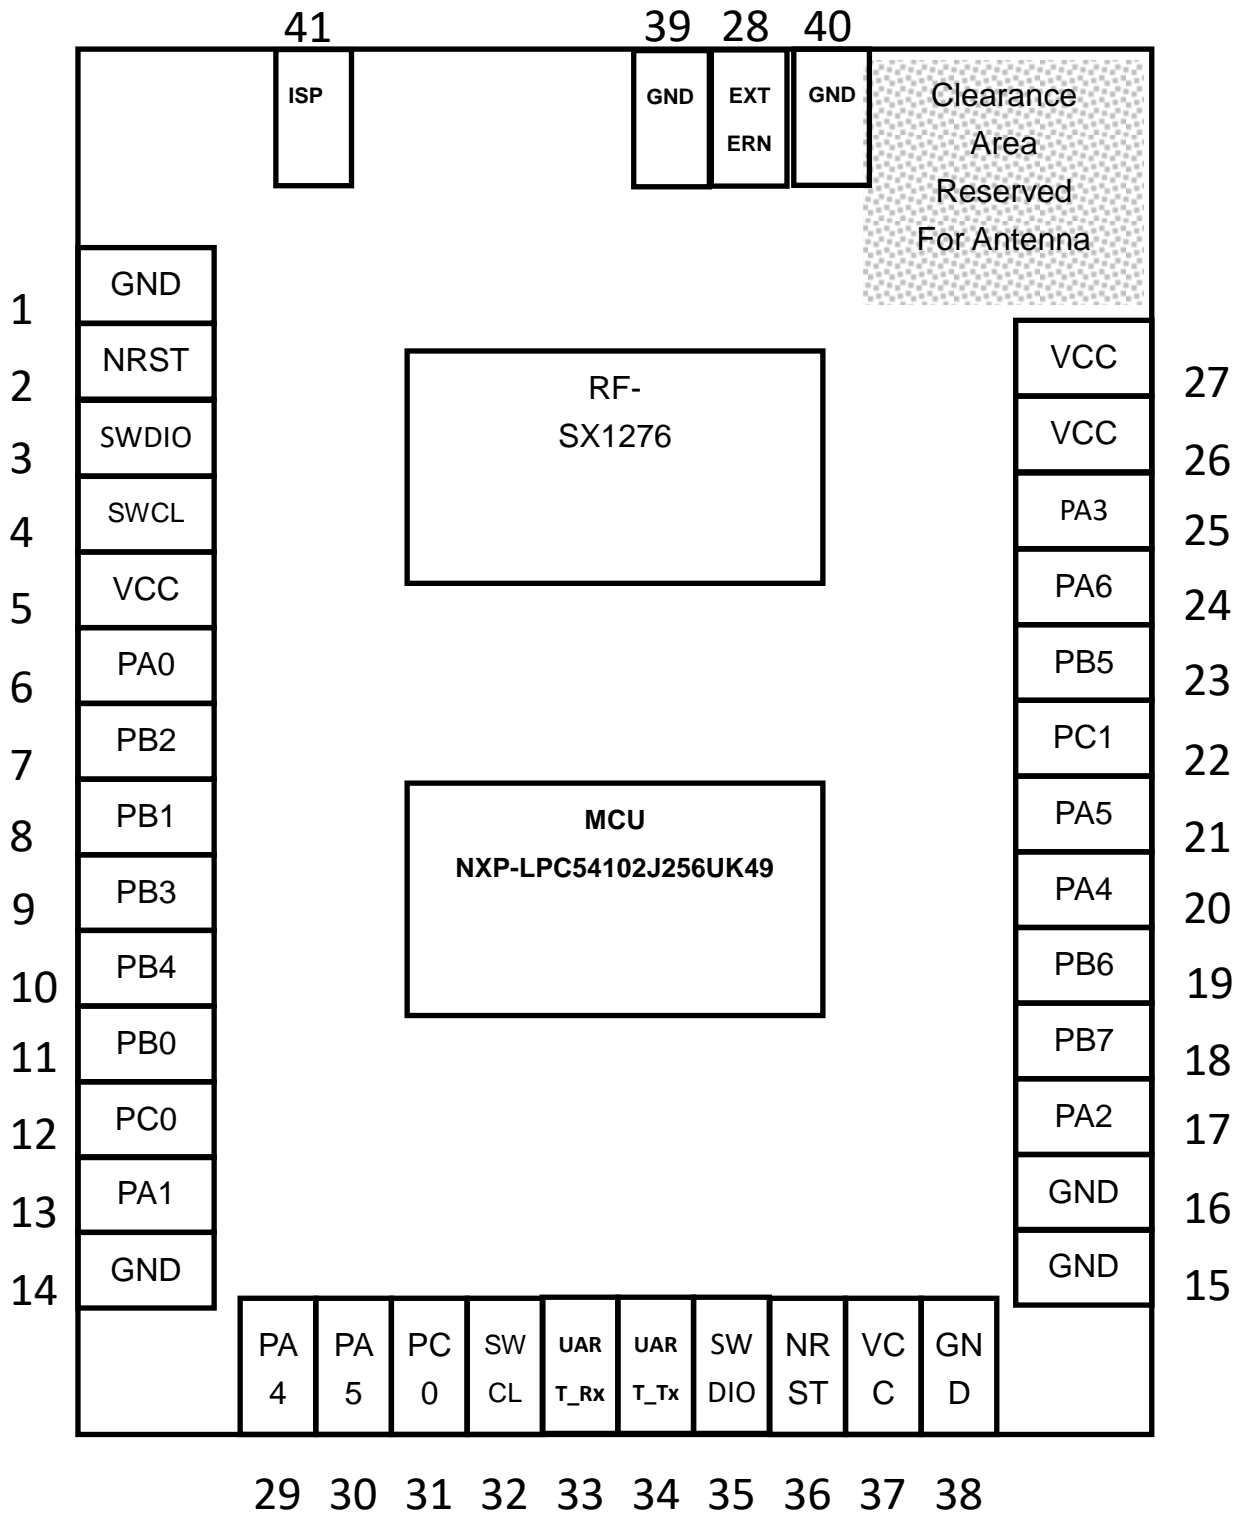 41 39 28 40
ISP
GND
EXT
ERN
GND
Clearance
Area
Reserved
For Antenna
1 GND
2 NRST
3 SWDIO
4 SWCL
5 VCC
6 PA0
7 PB2
8 PB1
9 PB3
10 PB4
11 PB0
12 PC0
13 PA1
14 GND
RF-
SX1276
MCU
NXP-LPC54102J256UK49
VCC 27
VCC 26
PA3 25
PA6 24
PB5 23
PC1 22
PA5 21
PA4 20
PB6 19
PB7 18
PA2 17
GND 16
GND 15
PA
4
PA
5
PC
0
SW
CL
UAR
T_Rx
UAR
T_Tx
SW
DIO
NR
ST
VC
C
GN
D
29 30 31 32 33 34 35 36 37 38